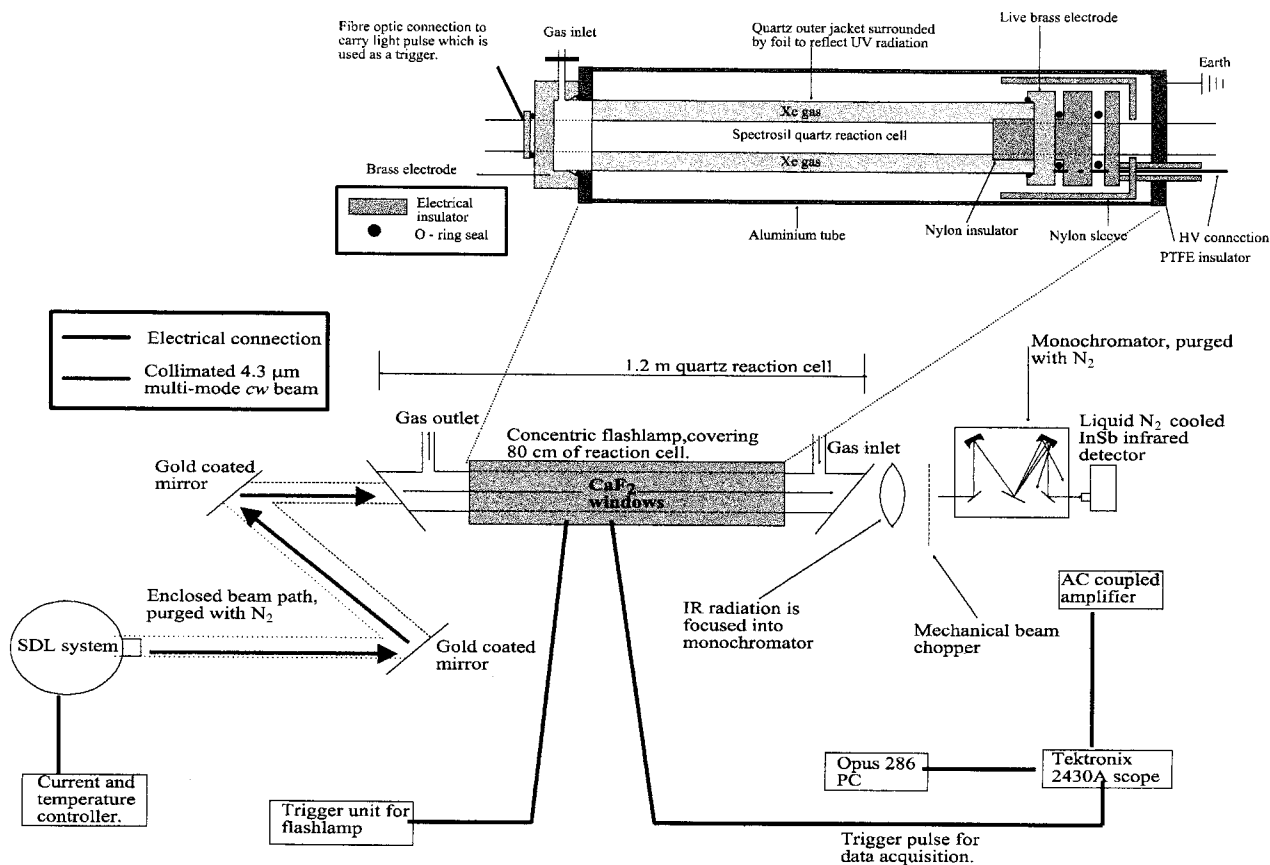 Fibre optic connection to
carry light pulse which is
used as a trigger.
Gas inlet
Quartz outer jacket surrounded
by foil to reflect UV radiation
Live brass electrode
Earth
Xe gas
Spectrosil quartz reaction cell
Xe gas
Brass electrode
Electrical
insulator
O - ring seal
Aluminium tube
Nylon insulator
Nylon sleeve
HV connection
PTFE insulator
Electrical connection
Collimated 4.3 μm
multi-mode cw beam
1.2 m quartz reaction cell
Monochromator, purged
with N2
Gas outlet
Concentric flashlamp,covering
80 cm of reaction cell.
Gas inlet
Liquid N2 cooled
InSb infrared
detector
Gold coated
mirror
CaF2
windows
Enclosed beam path,
purged with N2
SDL system
Gold coated
mirror
IR radiation is
focused into
monochromator
Mechanical beam
chopper
AC coupled
amplifier
Current and
temperature
controller.
Trigger unit for
flashlamp
Opus 286
PC
Tektronix
2430A scope
Trigger pulse for
data acquisition.